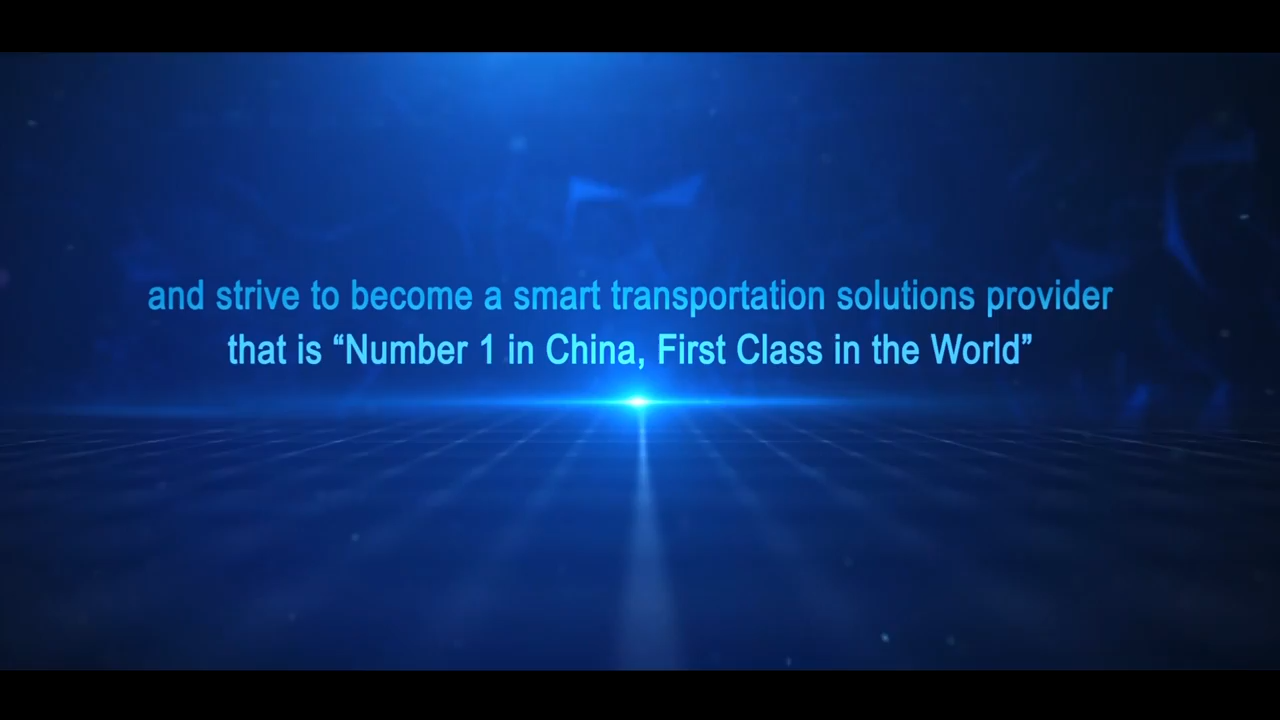 and strive to become a smart transportation solutions provider
that is “Number 1 in China, First Class in the World”